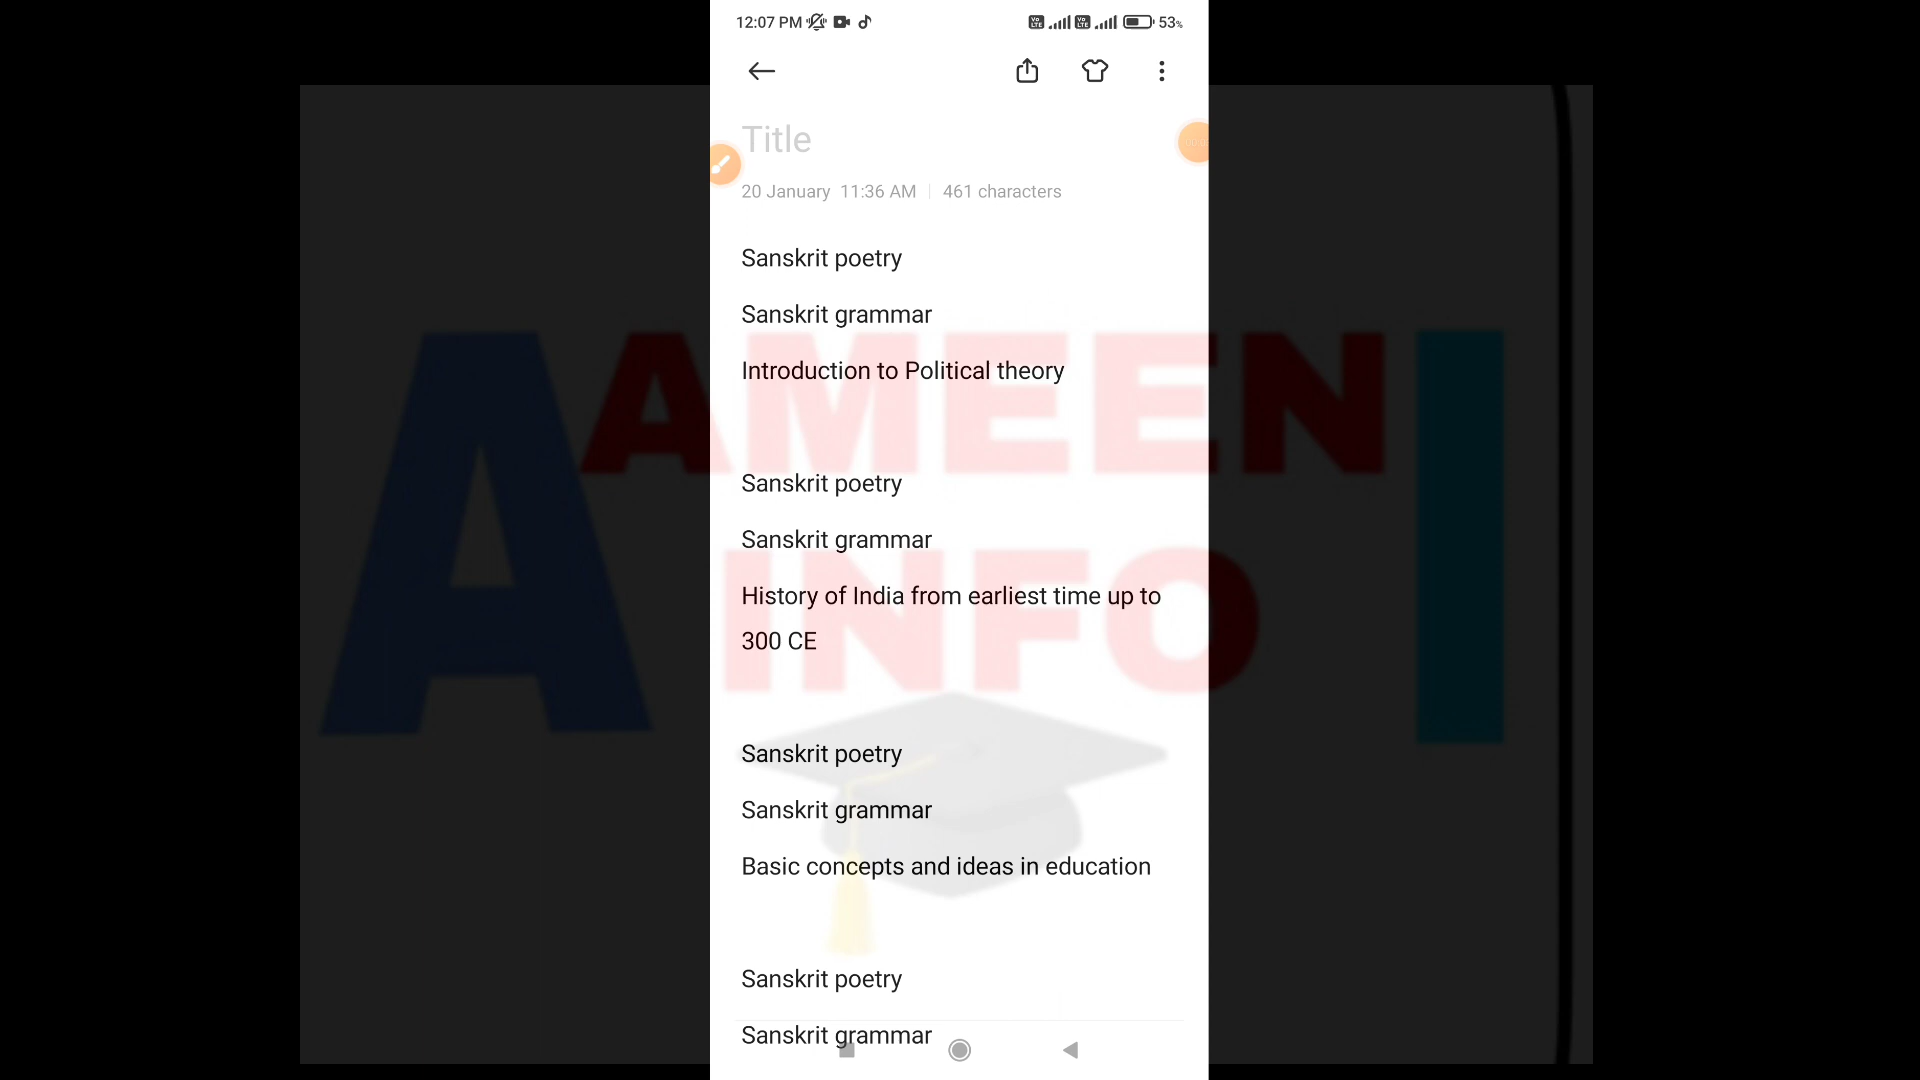 12:07 PM 53%
Title
20 January 11:36 AM | 461 characters
Sanskrit poetry
Sanskrit grammar
Introduction to Political theory
Sanskrit poetry
Sanskrit grammar
History of India from earliest time up to
300 CE
Sanskrit poetry
Sanskrit grammar
Basic concepts and ideas in education
Sanskrit poetry
Sanskrit grammar
A AMEEN I
INFO